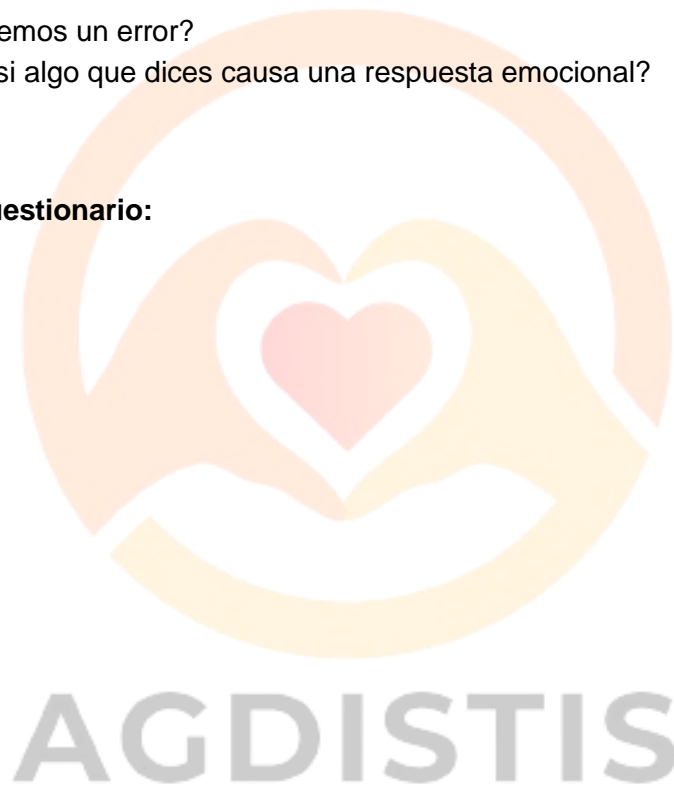 emos un error?
si algo que dices causa una respuesta emocional?
uestionario:
AGDISTIS